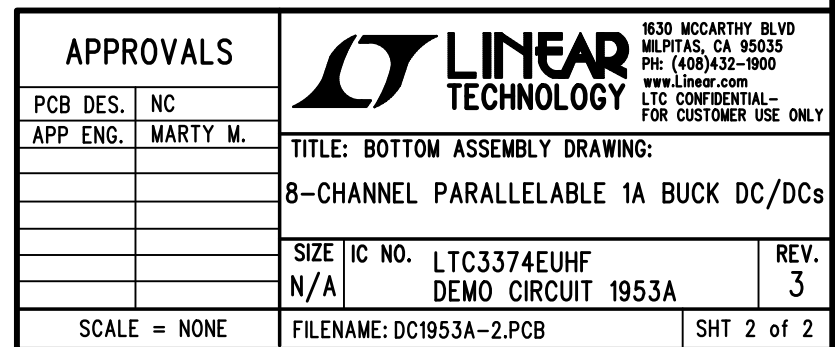 APPROVALS
PCB DES. NC
APP ENG. MARTY M.
SCALE = NONE
LINEAR
TECHNOLOGY
1630 MCCARTHY BLVD
MILPITAS, CA 95035
PH: (408)432-1900
www.Linear.com
LTC CONFIDENTIAL-
FOR CUSTOMER USE ONLY
TITLE: BOTTOM ASSEMBLY DRAWING:
8-CHANNEL PARALLELABLE 1A BUCK DC/DCs
SIZE
N/A
IC NO. LTC3374EUHF
DEMO CIRCUIT 1953A
REV.
3
FILENAME: DC1953A-2.PCB
SHT 2 of 2